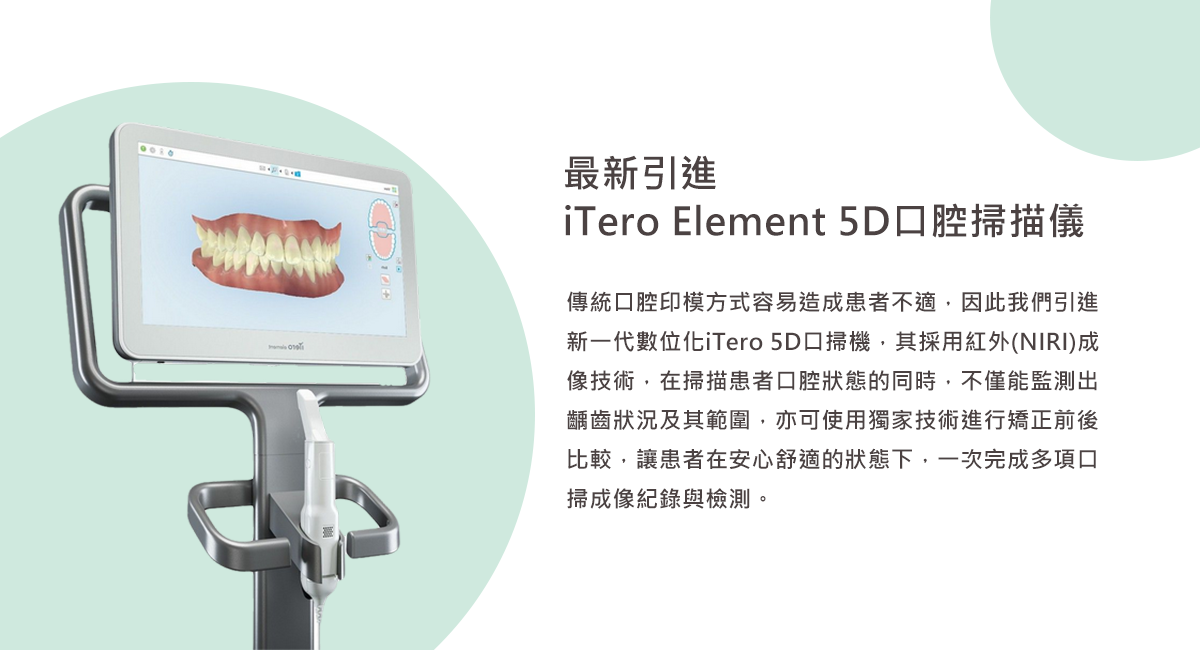 最新引進
iTero Element 5D口腔掃描儀
傳統口腔印模方式容易造成患者不適，因此我們引進
新一代數位化iTero 5D口掃機，其採用紅外(NIRI)成
像技術，在掃描患者口腔狀態的同時，不僅能監測出
齲齒狀況及其範圍，亦可使用獨家技術進行矯正前後
比較，讓患者在安心舒適的狀態下，一次完成多項口
掃成像紀錄與檢測。